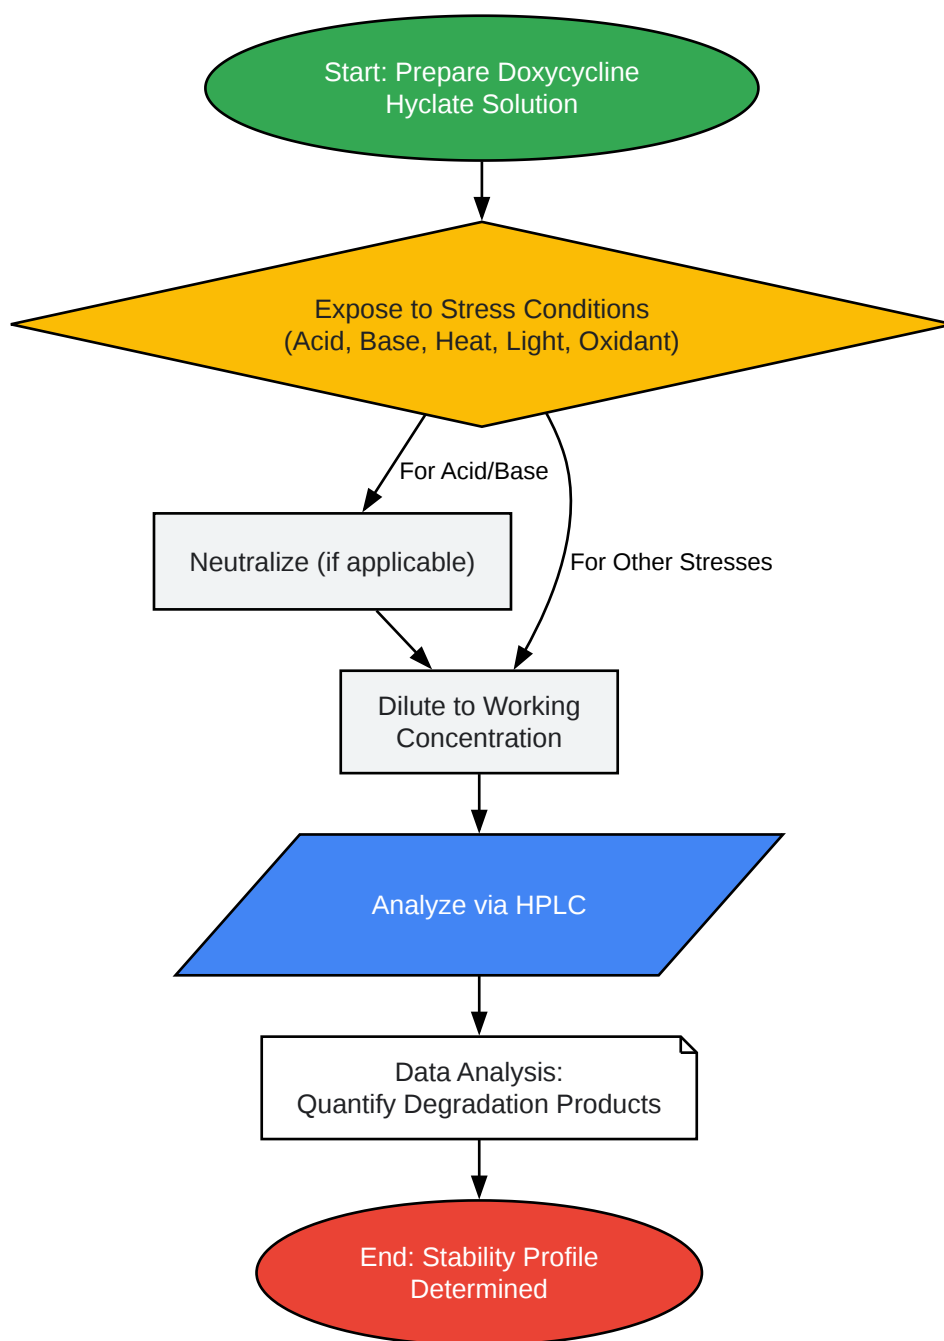 Start: Prepare Doxycycline
Hyclate Solution
Expose to Stress Conditions
(Acid, Base, Heat, Light, Oxidant)
For Acid/Base
Neutralize (if applicable)
For Other Stresses
Dilute to Working
Concentration
Analyze via HPLC
Data Analysis:
Quantify Degradation Products
End: Stability Profile
Determined